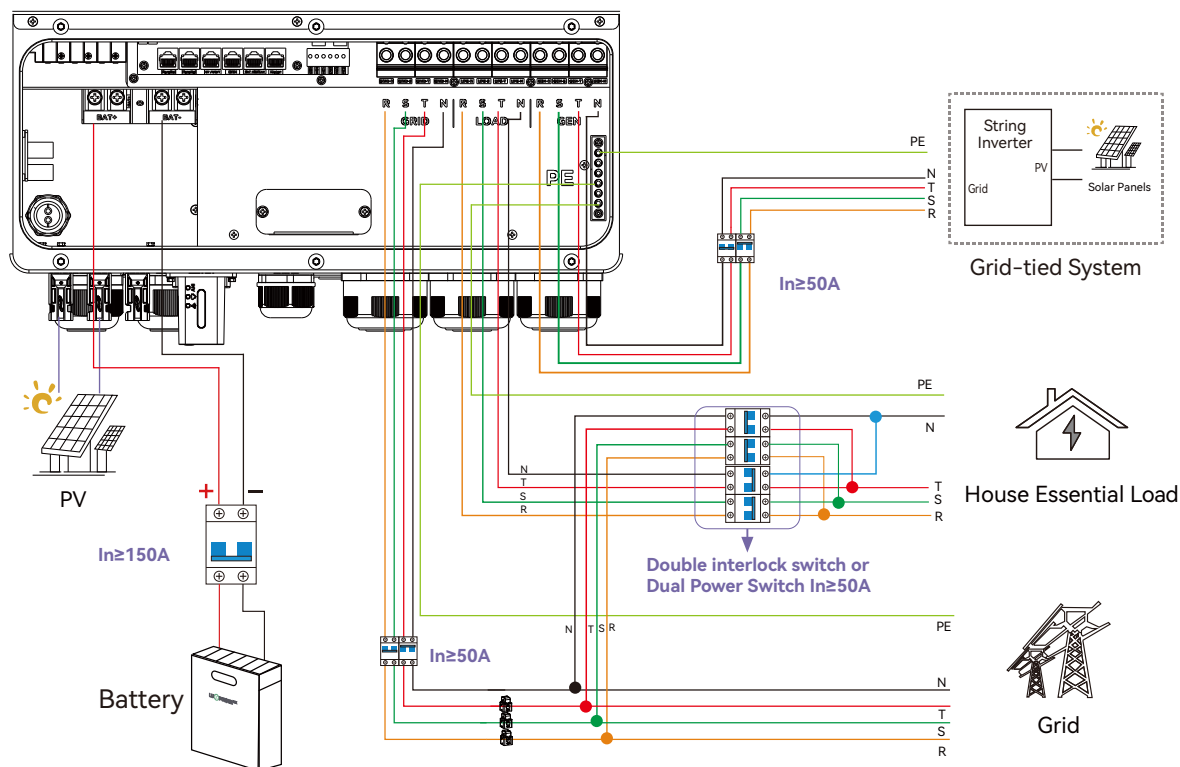 BAT+
BAT-
R S T N R S T N R S T N
GRID
LOAD
GEN
PE
PE
N
T
S
R
String
Inverter
PV
Grid
Solar Panels
Grid-tied System
In≥50A
PE
N
House Essential Load
N
T
S
R
T
S
R
PV
+
−
In≥150A
Double interlock switch or
Dual Power Switch In≥50A
N T S R
PE
In≥50A
Battery
N
T
S
R
Grid